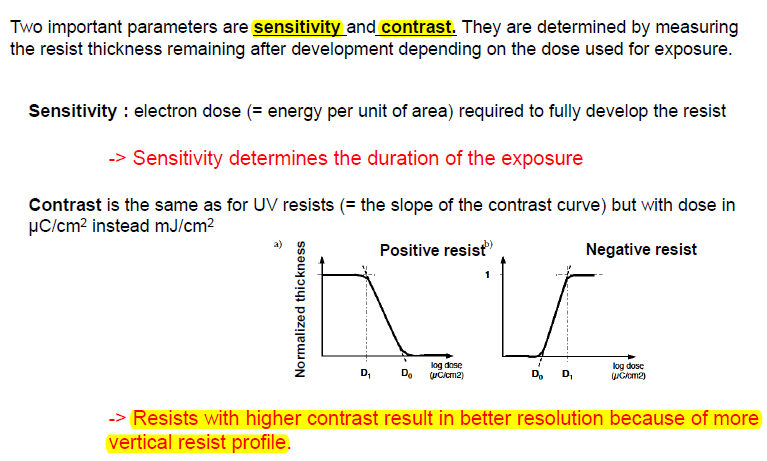 Two important parameters are sensitivity and contrast. They are determined by measuring
the resist thickness remaining after development depending on the dose used for exposure.
Sensitivity : electron dose (= energy per unit of area) required to fully develop the resist
-> Sensitivity determines the duration of the exposure
Contrast is the same as for UV resists (= the slope of the contrast curve) but with dose in
µC/cm² instead mJ/cm²
a)
Normalized thickness
Positive resist
b)
Negative resist
1
D₁
D₀
log dose
(µC/cm2)
D₀
D₁
log dose
(µC/cm2)
-> Resists with higher contrast result in better resolution because of more
vertical resist profile.